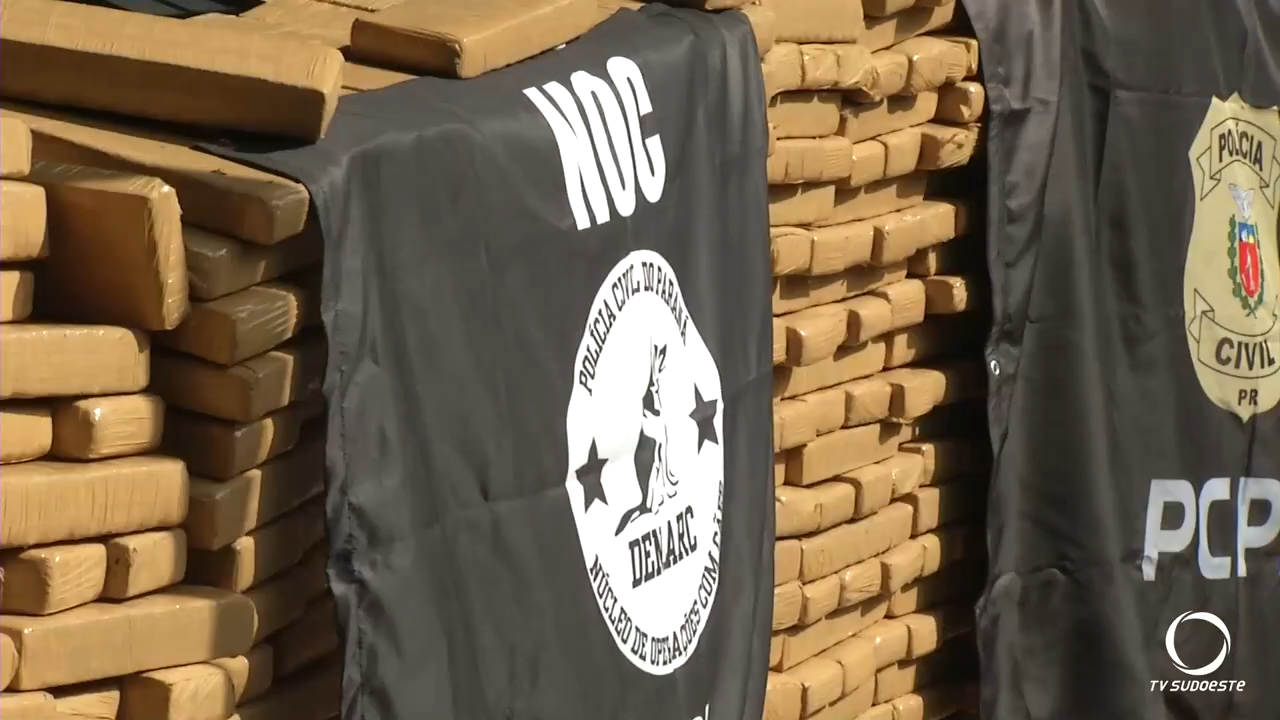 NOC
POLÍCIA CIVIL DO PARANÁ
DENARC
NÚCLEO DE OPERAÇÕES COM CÃES
POLÍCIA
CIVIL
PR
PCP
TV SUDOESTE